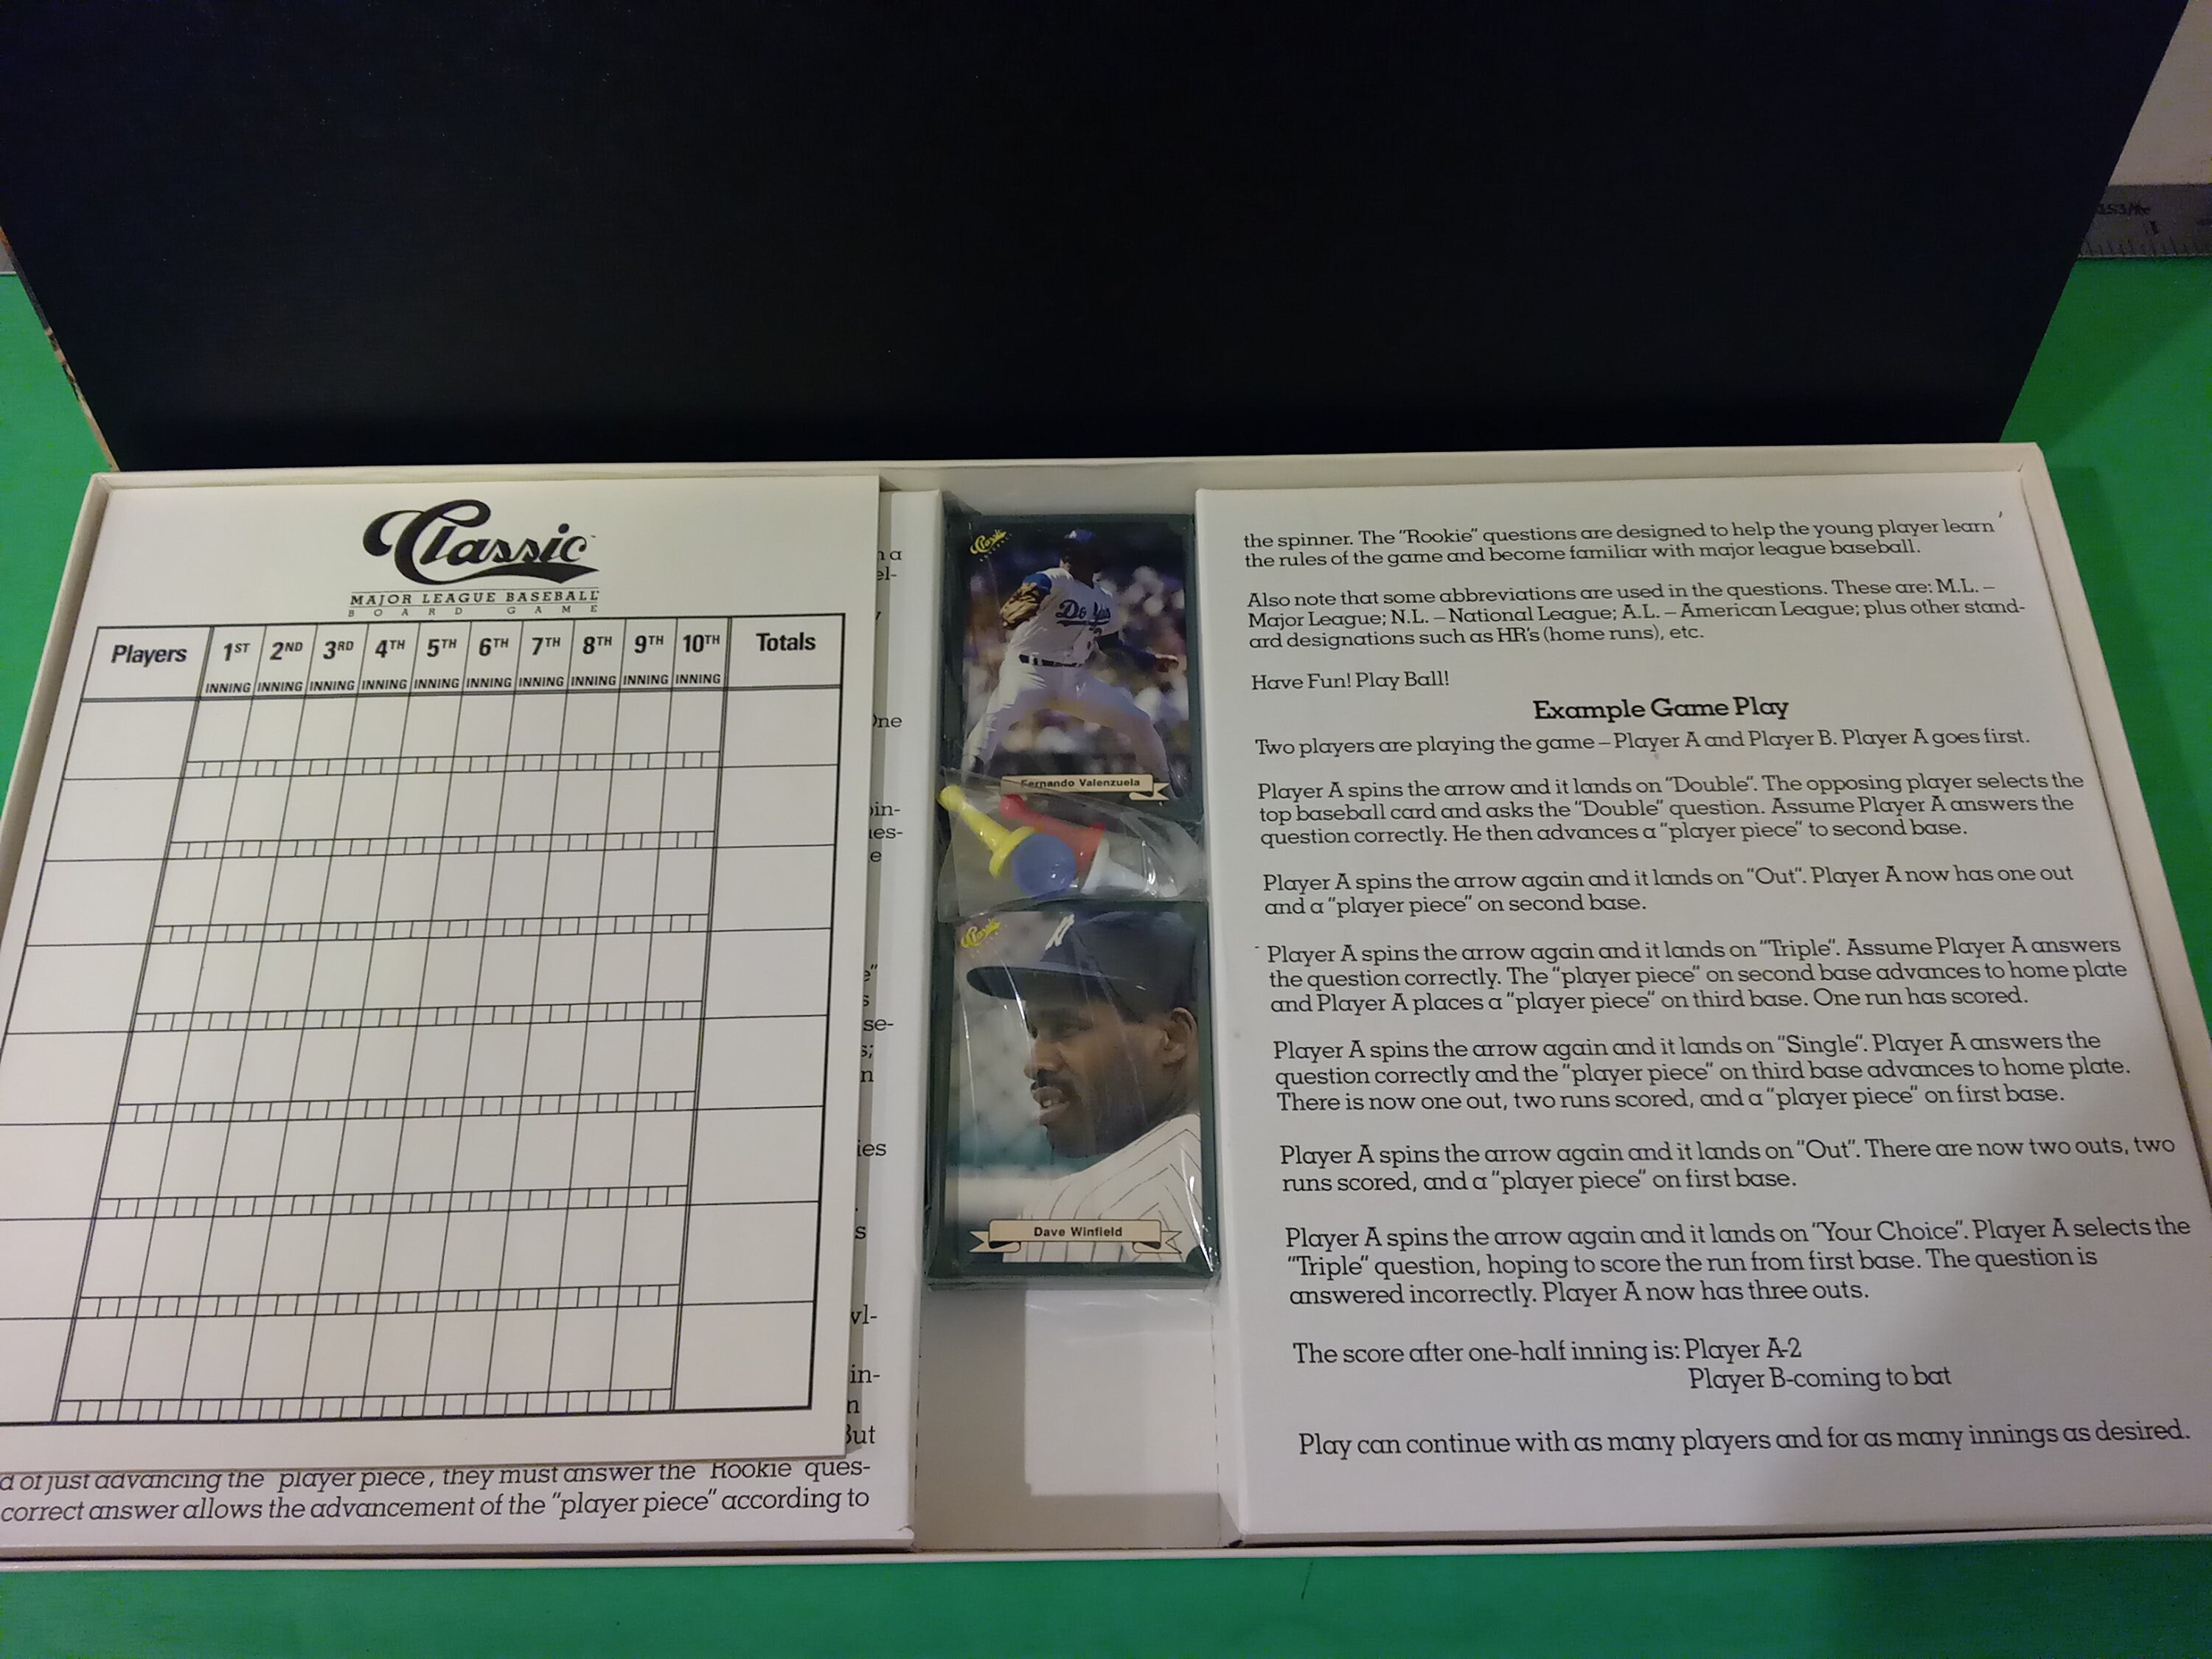 Classic™
MAJOR LEAGUE BASEBALL
BOARD GAME
Players 1ST INNING 2ND INNING 3RD INNING 4TH INNING 5TH INNING 6TH INNING 7TH INNING 8TH INNING 9TH INNING 10TH INNING Totals
d of just advancing the "player piece", they must answer the "Rookie" ques-
correct answer allows the advancement of the "player piece" according to
Classic
Dodgers
Fernando Valenzuela
Classic
Dave Winfield
the spinner. The "Rookie" questions are designed to help the young player learn
the rules of the game and become familiar with major league baseball.
Also note that some abbreviations are used in the questions. These are: M.L. –
Major League; N.L. – National League; A.L. – American League; plus other stand-
ard designations such as HR's (home runs), etc.
Have Fun! Play Ball!
Example Game Play
Two players are playing the game – Player A and Player B. Player A goes first.
Player A spins the arrow and it lands on "Double". The opposing player selects the
top baseball card and asks the "Double" question. Assume Player A answers the
question correctly. He then advances a "player piece" to second base.
Player A spins the arrow again and it lands on "Out". Player A now has one out
and a "player piece" on second base.
Player A spins the arrow again and it lands on "Triple". Assume Player A answers
the question correctly. The "player piece" on second base advances to home plate
and Player A places a "player piece" on third base. One run has scored.
Player A spins the arrow again and it lands on "Single". Player A answers the
question correctly and the "player piece" on third base advances to home plate.
There is now one out, two runs scored, and a "player piece" on first base.
Player A spins the arrow again and it lands on "Out". There are now two outs, two
runs scored, and a "player piece" on first base.
Player A spins the arrow again and it lands on "Your Choice". Player A selects the
"Triple" question, hoping to score the run from first base. The question is
answered incorrectly. Player A now has three outs.
The score after one-half inning is: Player A-2
Player B-coming to bat
Play can continue with as many players and for as many innings as desired.